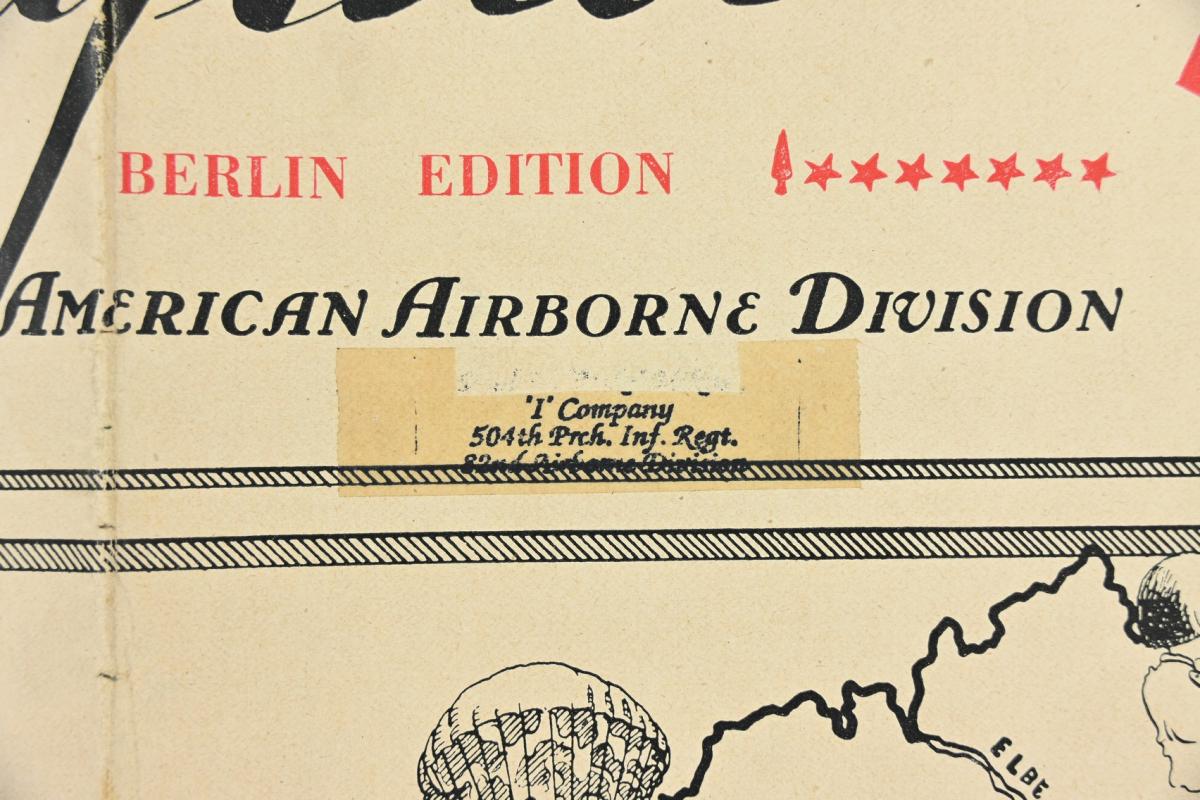 BERLIN EDITION
AMERICAN AIRBORNE DIVISION
'I' Company
504th Prch. Inf. Regt.
82nd Airborne Division
ELBE